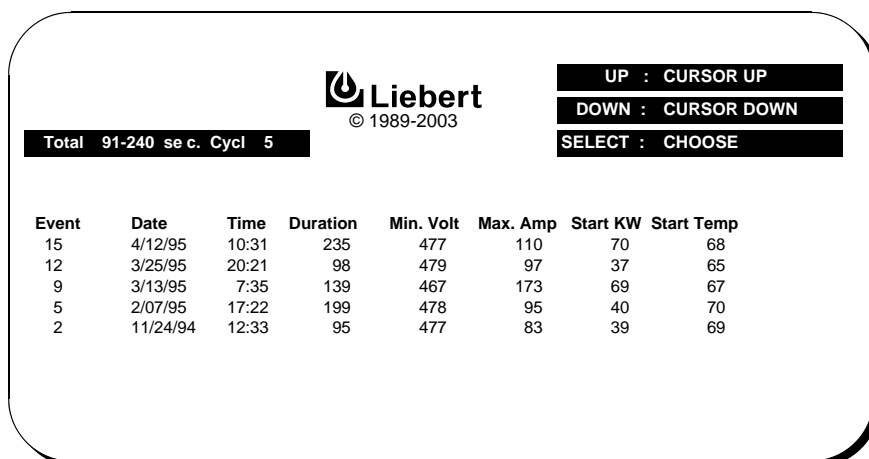 Liebert
© 1989-2003
UP : CURSOR UP
DOWN : CURSOR DOWN
SELECT : CHOOSE
Total 91-240 se c. Cycl 5
Event Date Time Duration Min. Volt Max. Amp Start KW Start Temp
15 4/12/95 10:31 235 477 110 70 68
12 3/25/95 20:21 98 479 97 37 65
9 3/13/95 7:35 139 467 173 69 67
5 2/07/95 17:22 199 478 95 40 70
2 11/24/94 12:33 95 477 83 39 69